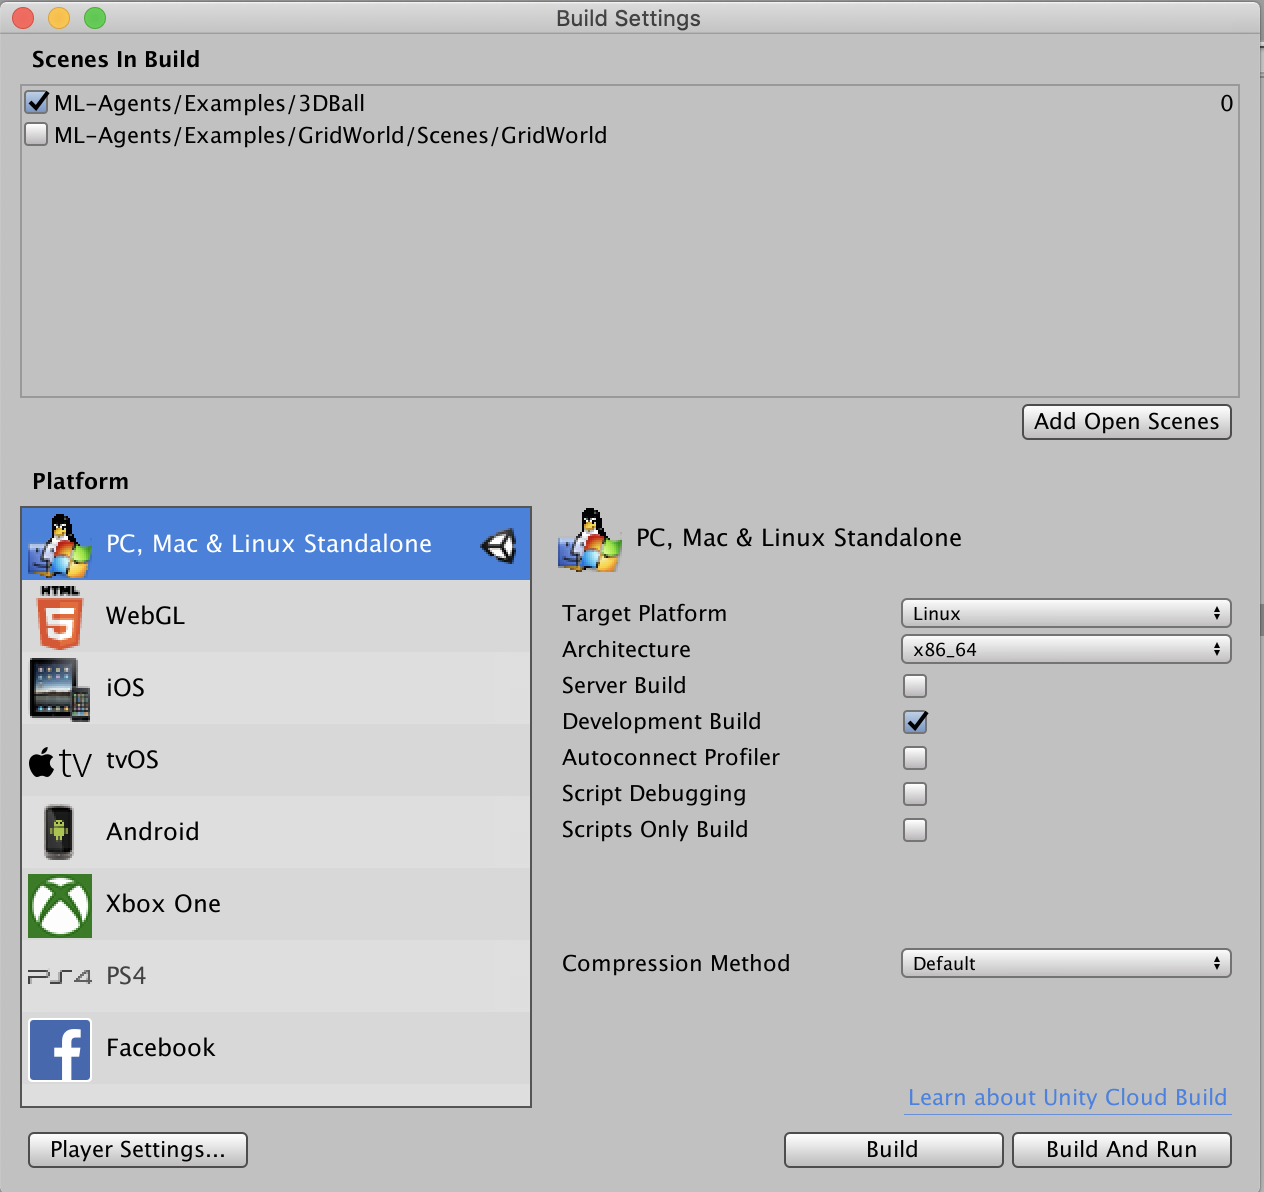 Build Settings
Scenes In Build
ML-Agents/Examples/3DBall 0
ML-Agents/Examples/GridWorld/Scenes/GridWorld
Add Open Scenes
Platform
PC, Mac & Linux Standalone
HTML
5
WebGL
iOS
tv tvOS
Android
Xbox One
PS4 PS4
f Facebook
PC, Mac & Linux Standalone
Target Platform Linux
Architecture x86_64
Server Build
Development Build
Autoconnect Profiler
Script Debugging
Scripts Only Build
Compression Method Default
Learn about Unity Cloud Build
Player Settings...
Build
Build And Run